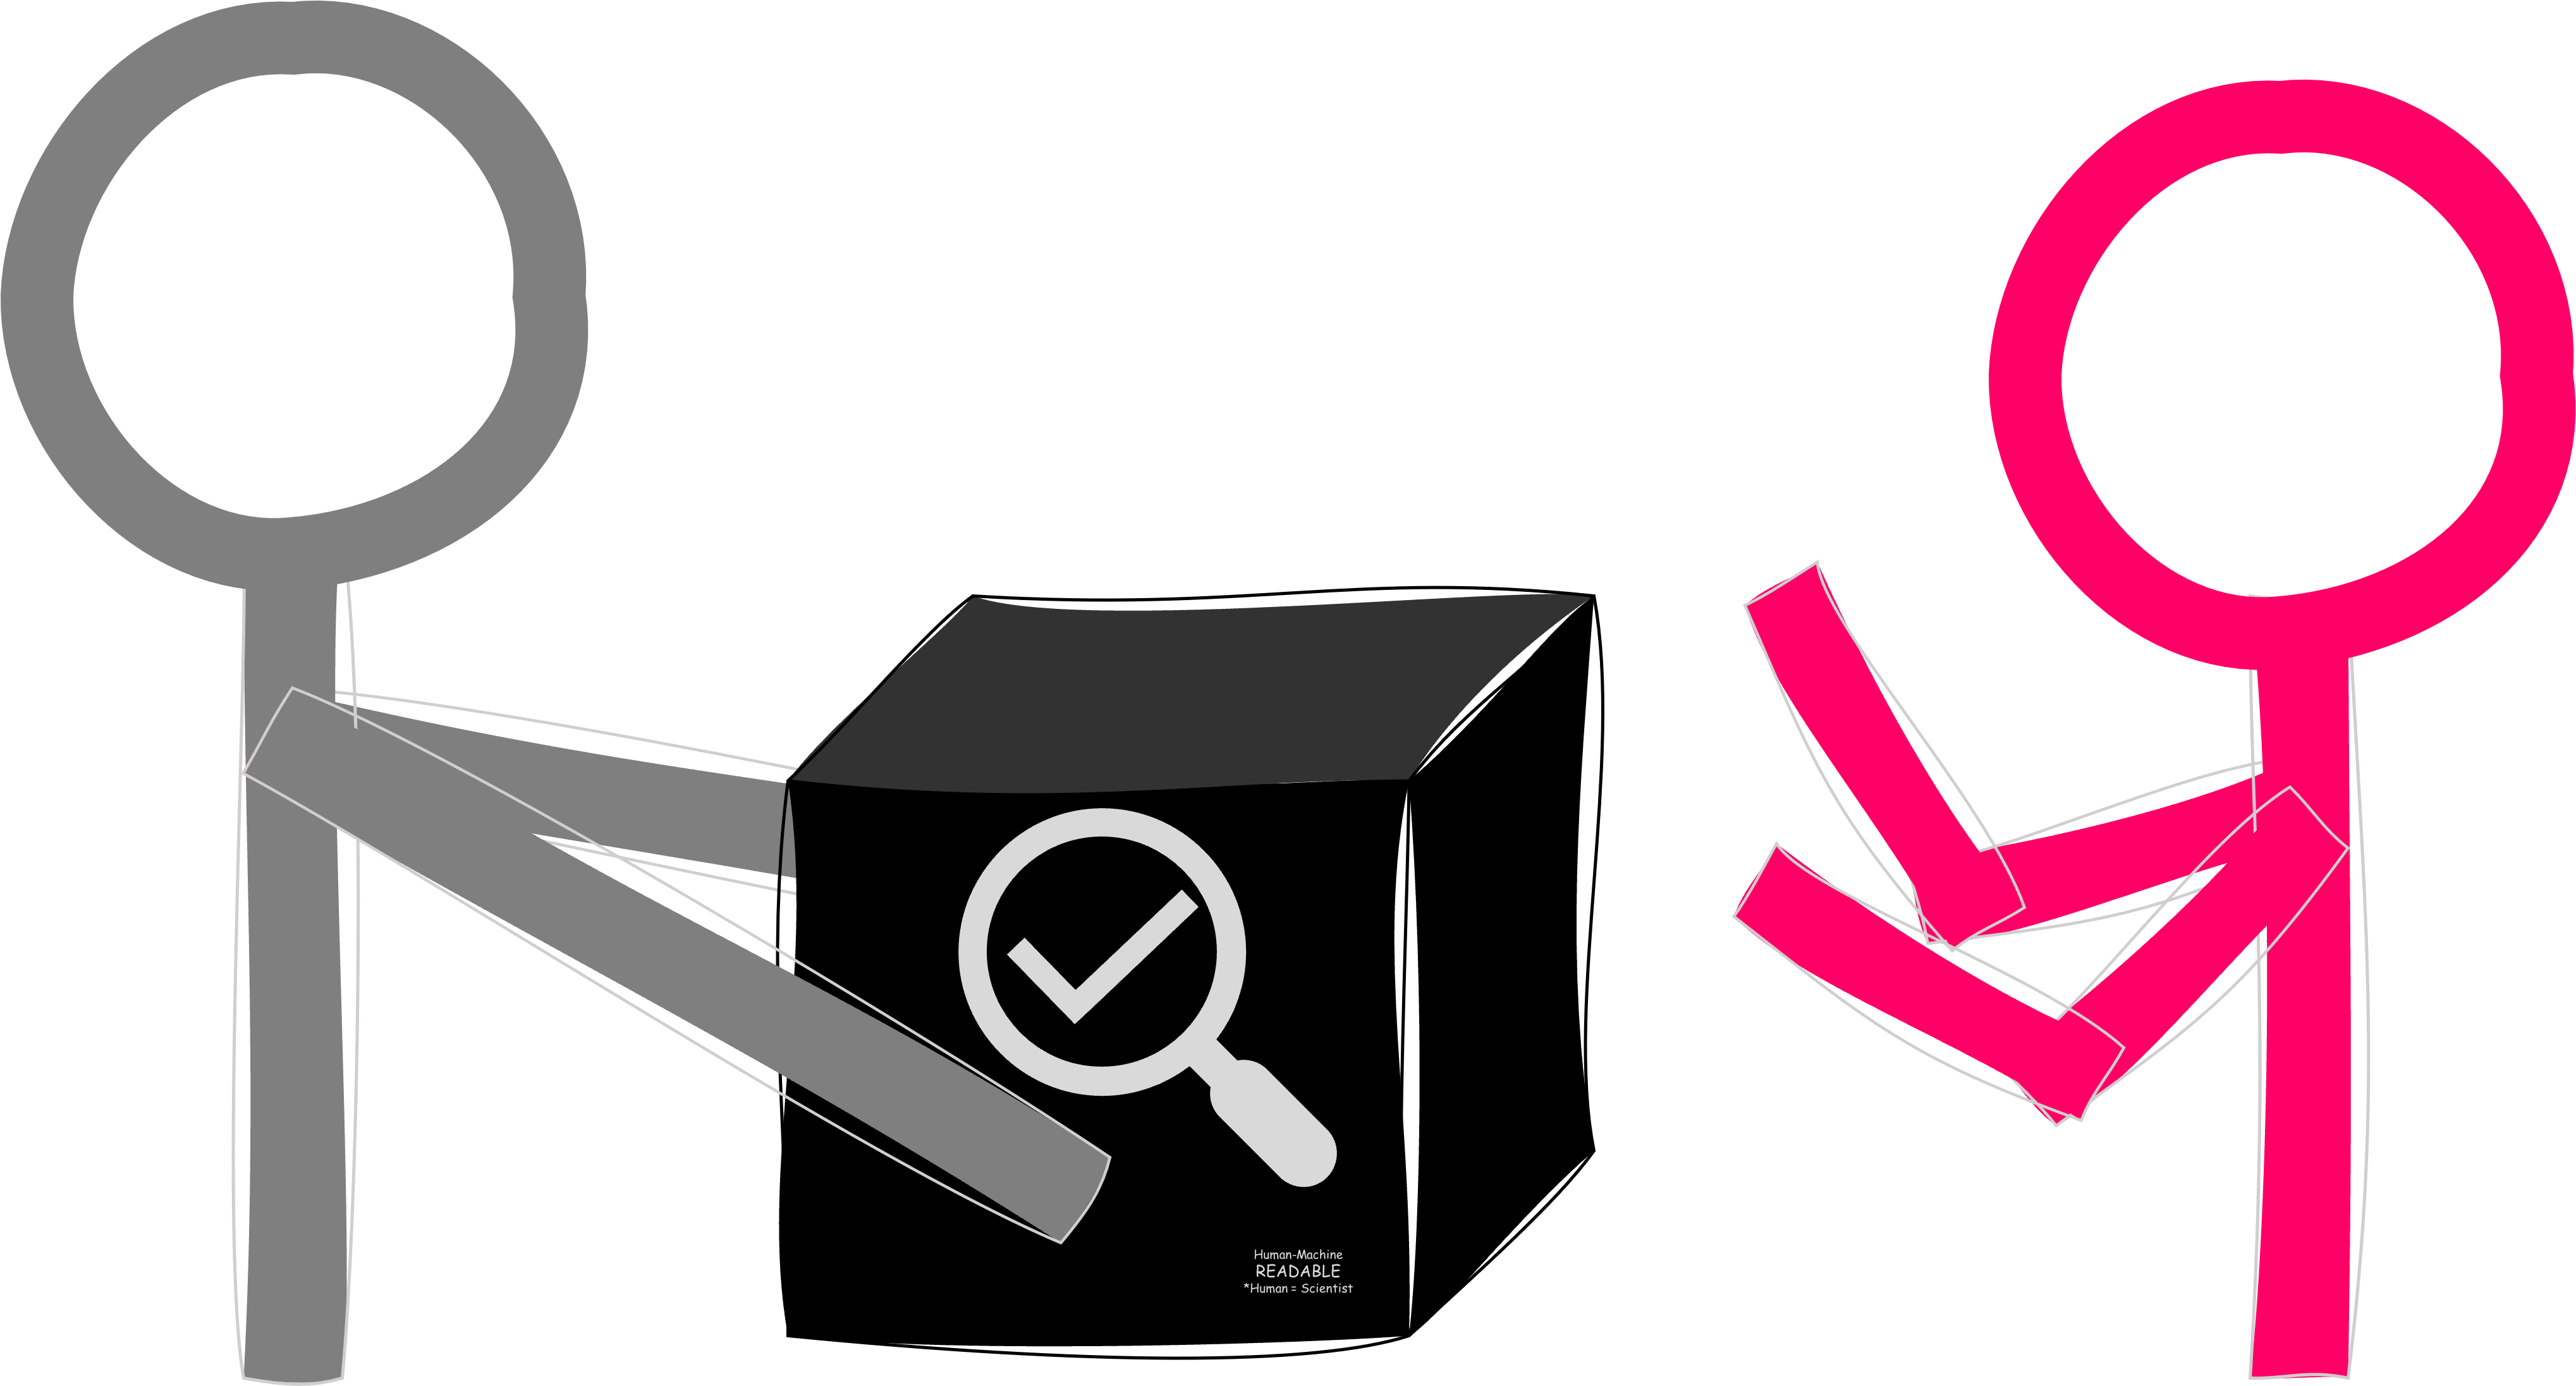 Human-Machine
READABLE
*Human = Scientist